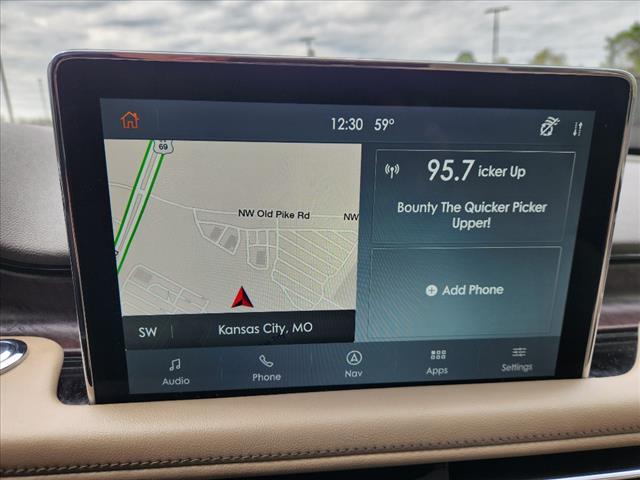 12:30 59°
69
NW Old Pike Rd NW
SW Kansas City, MO
95.7 icker Up
Bounty The Quicker Picker
Upper!
Add Phone
Audio Phone Nav Apps Settings